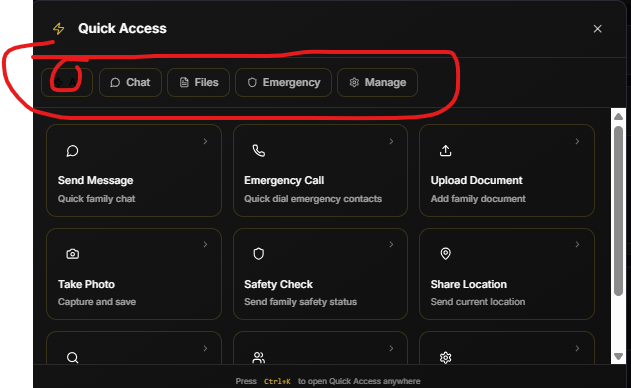 Quick Access
Chat Files Emergency Manage
Send Message Emergency Call Upload Document
Quick family chat Quick dial emergency contacts Add family document
Take Photo Safety Check Share Location
Capture and save Send family safety status Send current location
Press Ctrl+K to open Quick Access anywhere